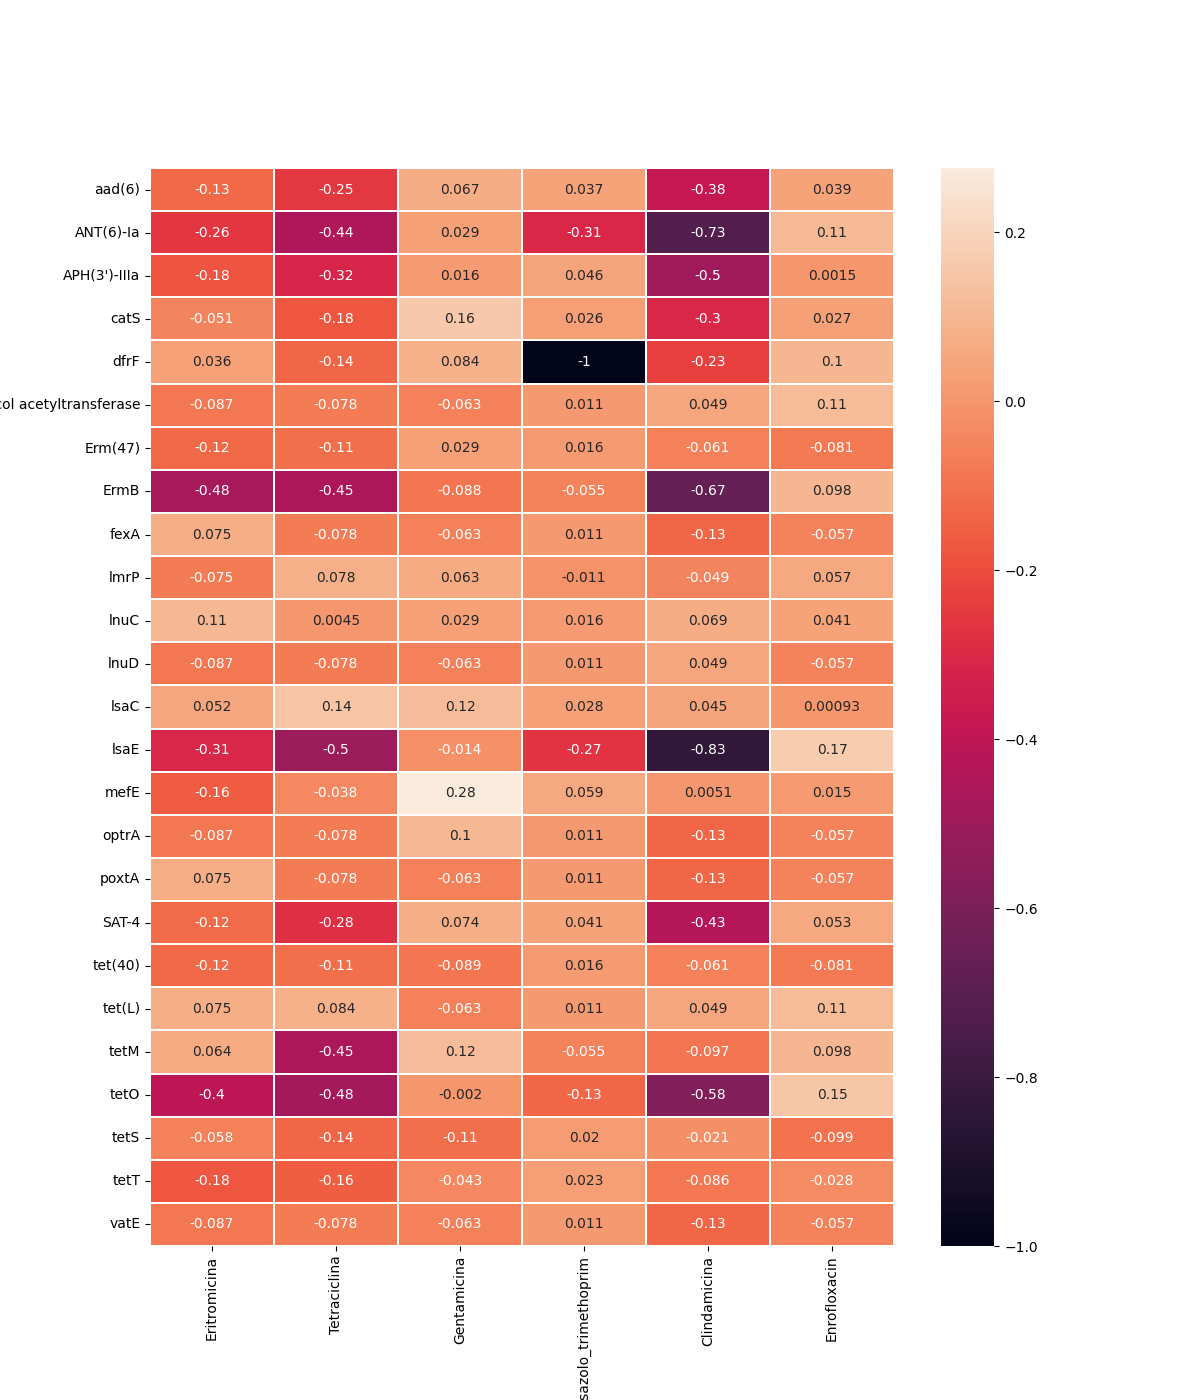 aad(6) -0.13 -0.25 0.067 0.037 -0.38 0.039
ANT(6)-Ia -0.26 -0.44 0.029 -0.31 -0.73 0.11
APH(3')-IIIa -0.18 -0.32 0.016 0.046 -0.5 0.0015
catS -0.051 -0.18 0.16 0.026 -0.3 0.027
dfrF 0.036 -0.14 0.084 -1 -0.23 0.1
col acetyltransferase -0.087 -0.078 -0.063 0.011 0.049 0.11
Erm(47) -0.12 -0.11 0.029 0.016 -0.061 -0.081
ErmB -0.48 -0.45 -0.088 -0.055 -0.67 0.098
fexA 0.075 -0.078 -0.063 0.011 -0.13 -0.057
lmrP -0.075 0.078 0.063 -0.011 -0.049 0.057
lnuC 0.11 0.0045 0.029 0.016 0.069 0.041
lnuD -0.087 -0.078 -0.063 0.011 0.049 -0.057
lsaC 0.052 0.14 0.12 0.028 0.045 0.00093
lsaE -0.31 -0.5 -0.014 -0.27 -0.83 0.17
mefE -0.16 -0.038 0.28 0.059 0.0051 0.015
optrA -0.087 -0.078 0.1 0.011 -0.13 -0.057
poxtA 0.075 -0.078 -0.063 0.011 -0.13 -0.057
SAT-4 -0.12 -0.28 0.074 0.041 -0.43 0.053
tet(40) -0.12 -0.11 -0.089 0.016 -0.061 -0.081
tet(L) 0.075 0.084 -0.063 0.011 0.049 0.11
tetM 0.064 -0.45 0.12 -0.055 -0.097 0.098
tetO -0.4 -0.48 -0.002 -0.13 -0.58 0.15
tetS -0.058 -0.14 -0.11 0.02 -0.021 -0.099
tetT -0.18 -0.16 -0.043 0.023 -0.086 -0.028
vatE -0.087 -0.078 -0.063 0.011 -0.13 -0.057
Eritromicina
Tetraciclina
Gentamicina
sazolo_trimethoprim
Clindamicina
Enrofloxacin
0.2
0.0
−0.2
−0.4
−0.6
−0.8
−1.0